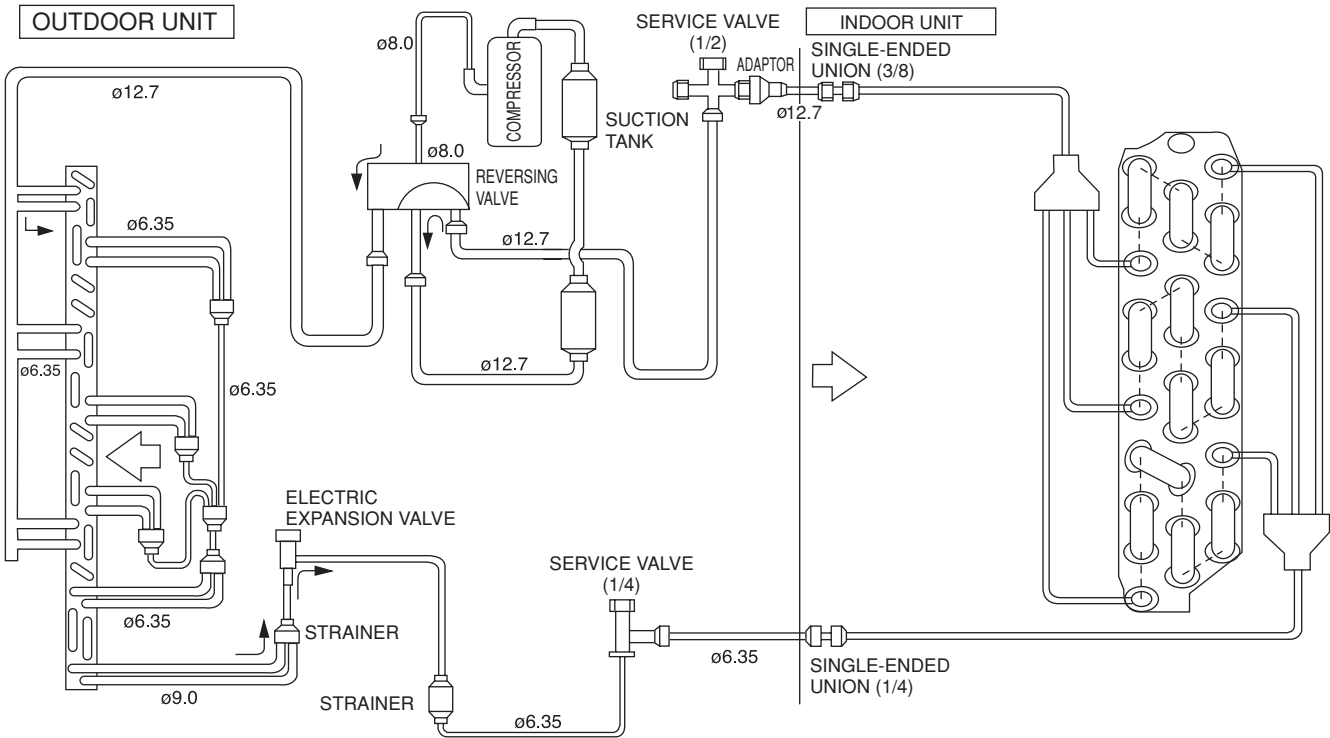 OUTDOOR UNIT
INDOOR UNIT
SERVICE VALVE
(1/2)
ADAPTOR
SINGLE-ENDED
UNION (3/8)
ø8.0
COMPRESSOR
ø12.7
ø12.7
SUCTION
TANK
ø8.0
REVERSING
VALVE
ø6.35
ø12.7
ø12.7
ø6.35
ø6.35
ELECTRIC
EXPANSION VALVE
SERVICE VALVE
(1/4)
ø6.35
STRAINER
ø6.35
SINGLE-ENDED
UNION (1/4)
ø9.0
STRAINER
ø6.35